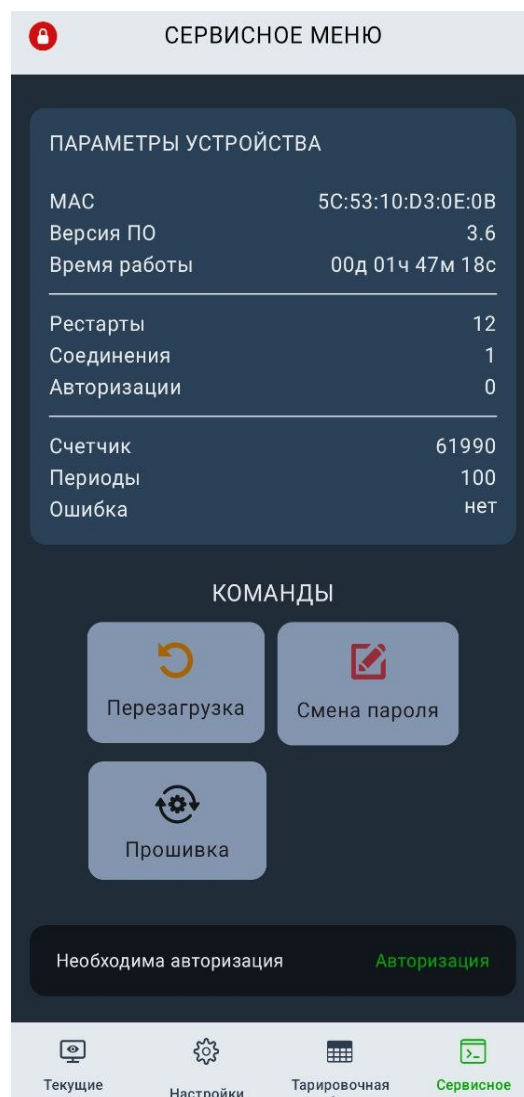 СЕРВИСНОЕ МЕНЮ
ПАРАМЕТРЫ УСТРОЙСТВА
MAC 5C:53:10:D3:0E:0B
Версия ПО 3.6
Время работы 00д 01ч 47м 18с
Рестарты 12
Соединения 1
Авторизации 0
Счетчик 61990
Периоды 100
Ошибка нет
КОМАНДЫ
Перезагрузка Смена пароля
Прошивка
Необходима авторизация Авторизация
Текущие Настройки Тарировочная Сервисное